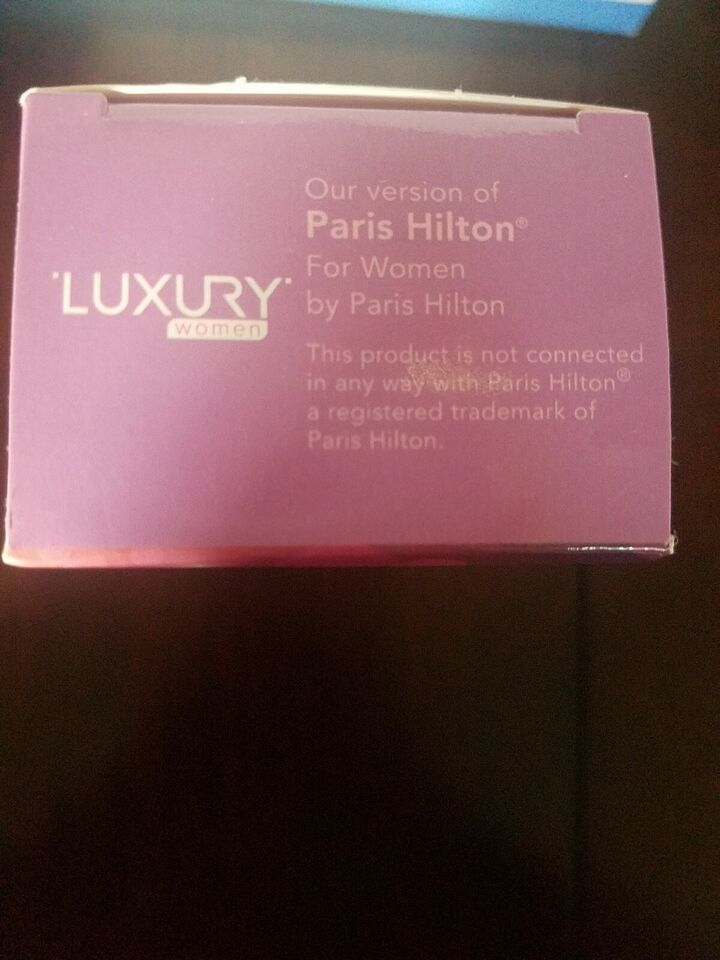 LUXURY
women
Our version of
Paris Hilton®
For Women
by Paris Hilton
This product is not connected
in any way with Paris Hilton®
a registered trademark of
Paris Hilton.